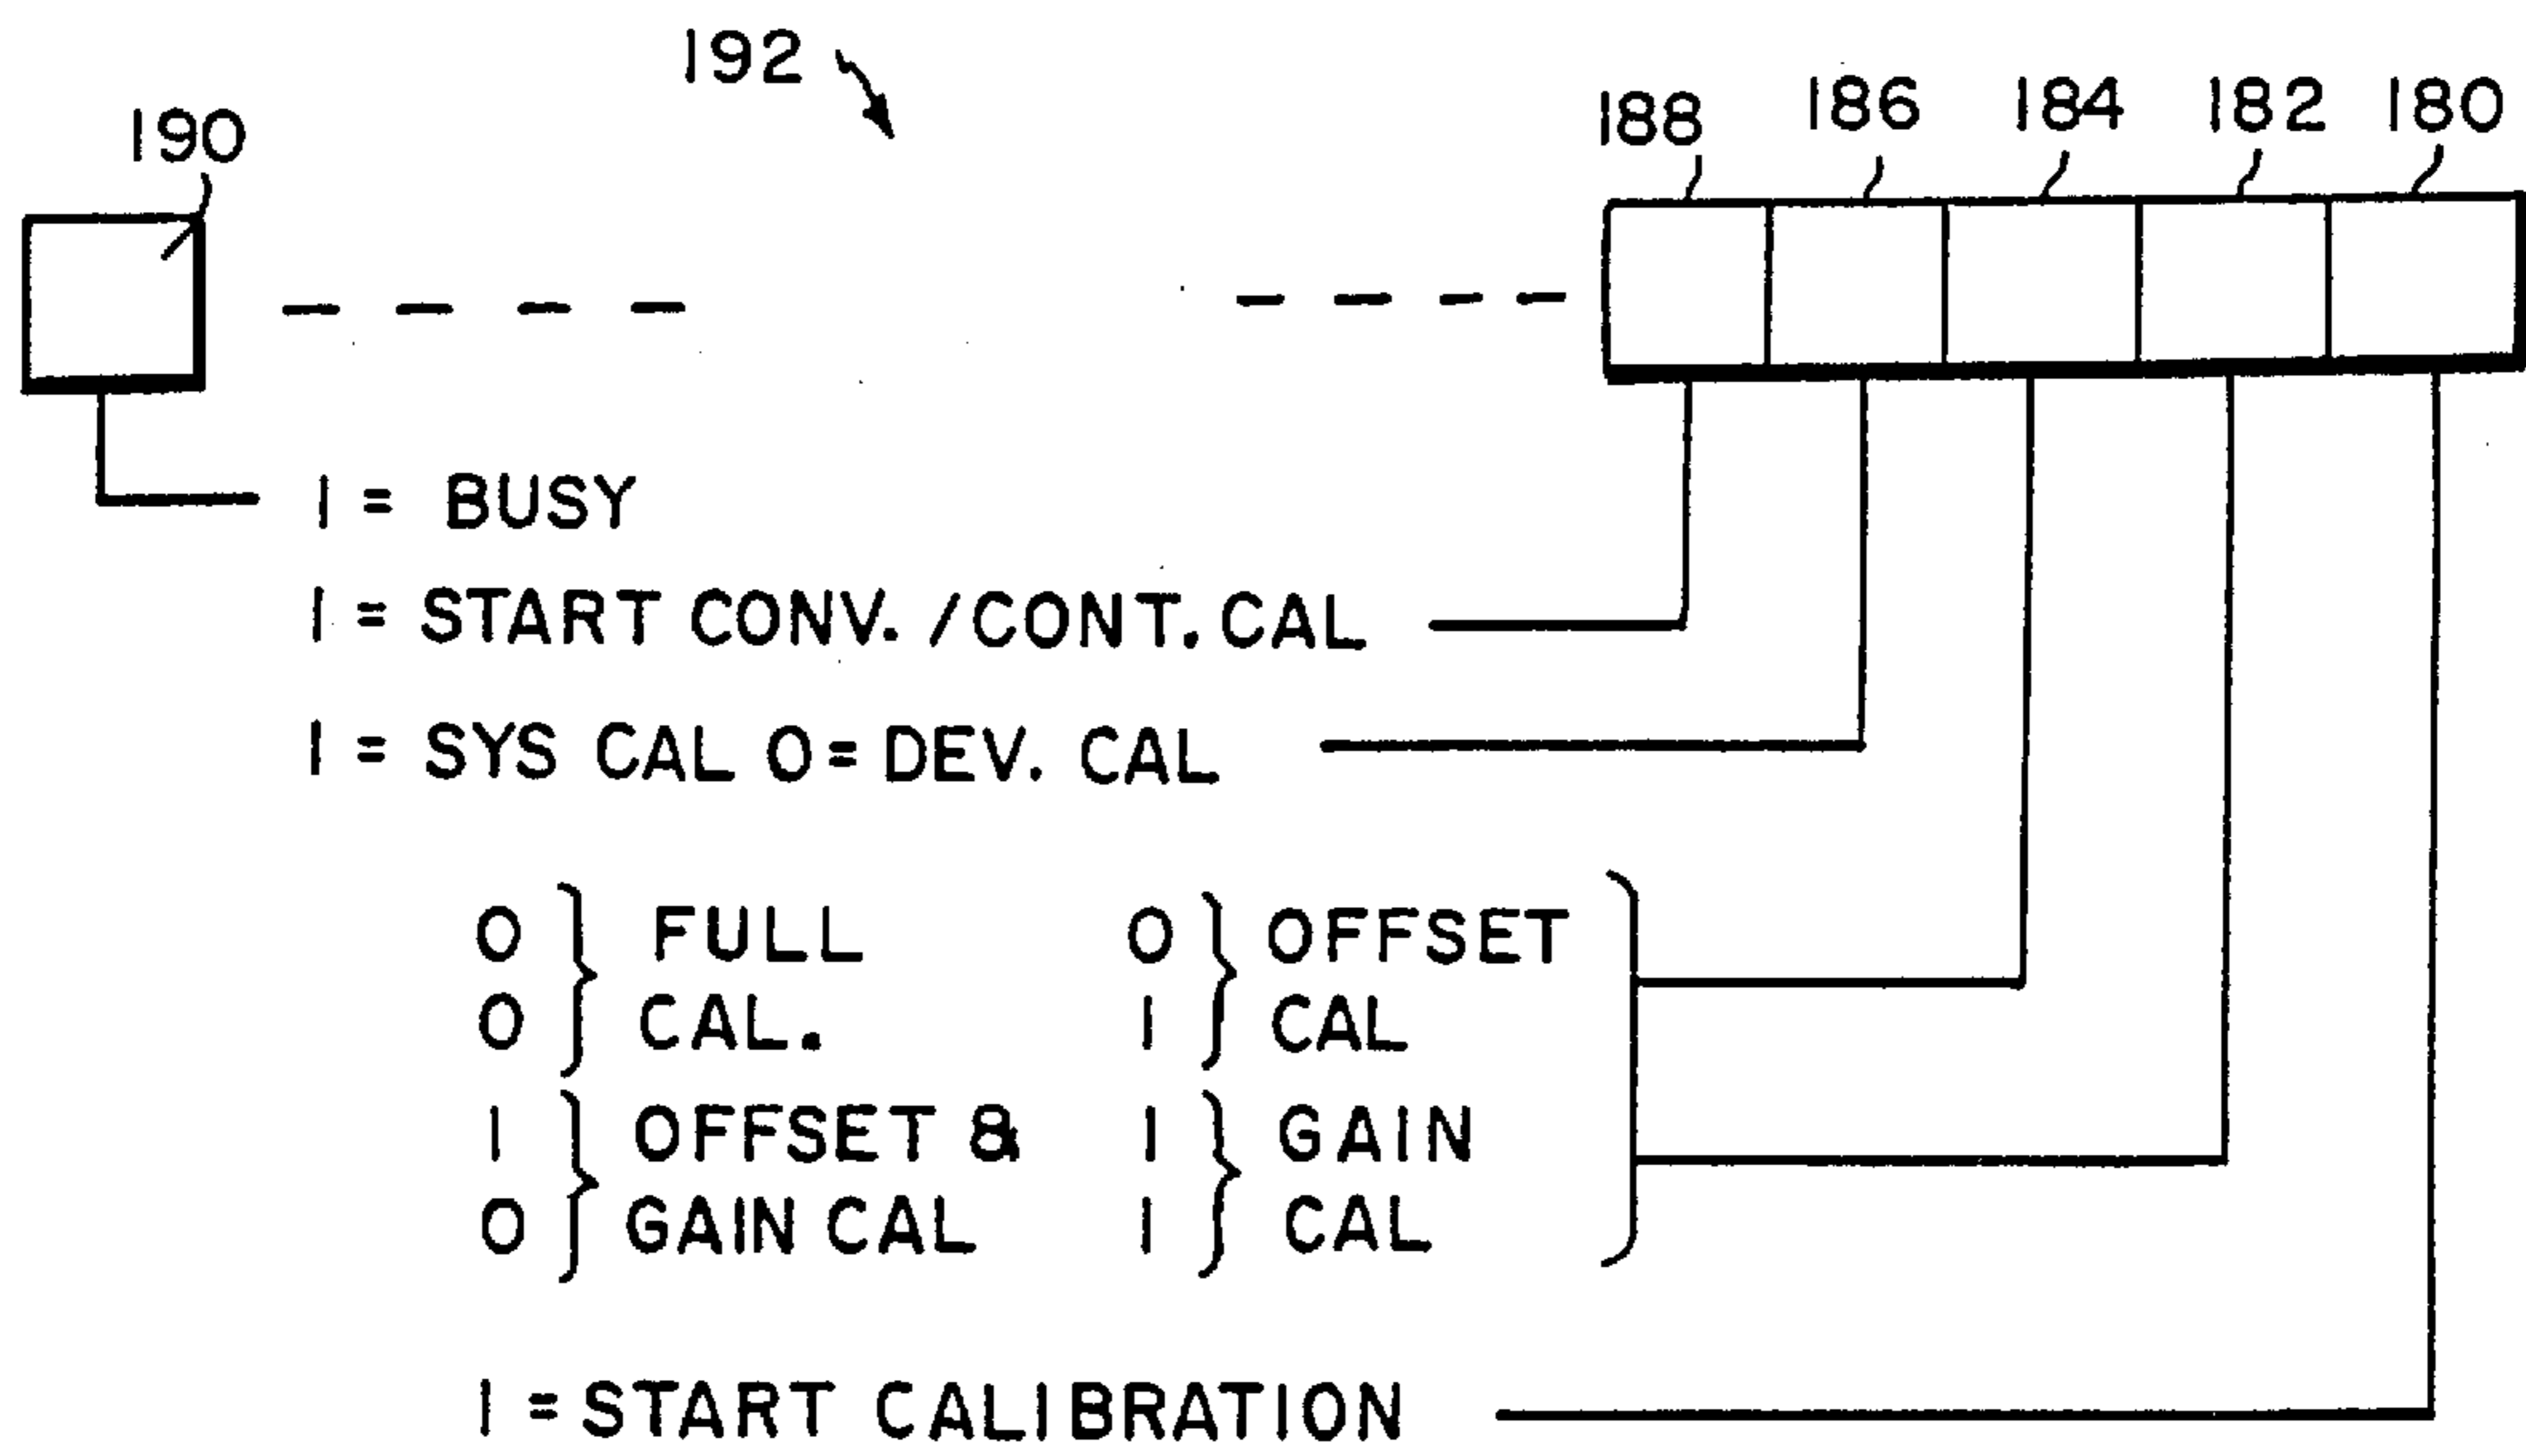 192
190
188 186 184 182 180
1 = BUSY
1 = START CONV. / CONT. CAL
1 = SYS CAL 0 = DEV. CAL
0 } FULL 0 } OFFSET
0 } CAL. 1 } CAL
1 } OFFSET & 1 } GAIN
0 } GAIN CAL 1 } CAL
1 = START CALIBRATION